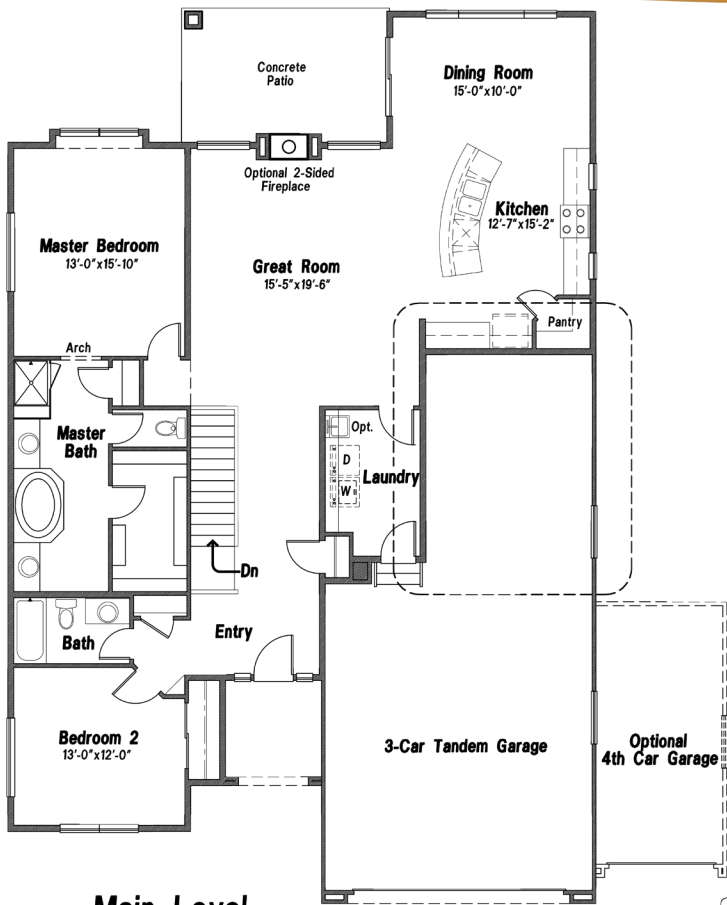 Concrete
Patio
Dining Room
15'-0"x10'-0"
Optional 2-Sided
Fireplace
Kitchen
12'-7"x15'-2"
Master Bedroom
13'-0"x15'-10"
Great Room
15'-5"x19'-6"
Pantry
Arch
Master
Bath
Opt.
D
Laundry
W
Dn
Entry
Bath
Bedroom 2
13'-0"x12'-0"
3-Car Tandem Garage
Optional
4th Car Garage
Main Level